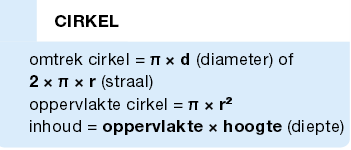 CIRKEL
omtrek cirkel = π × d (diameter) of
2 × π × r (straal)
oppervlakte cirkel = π × r²
inhoud = oppervlakte × hoogte (diepte)